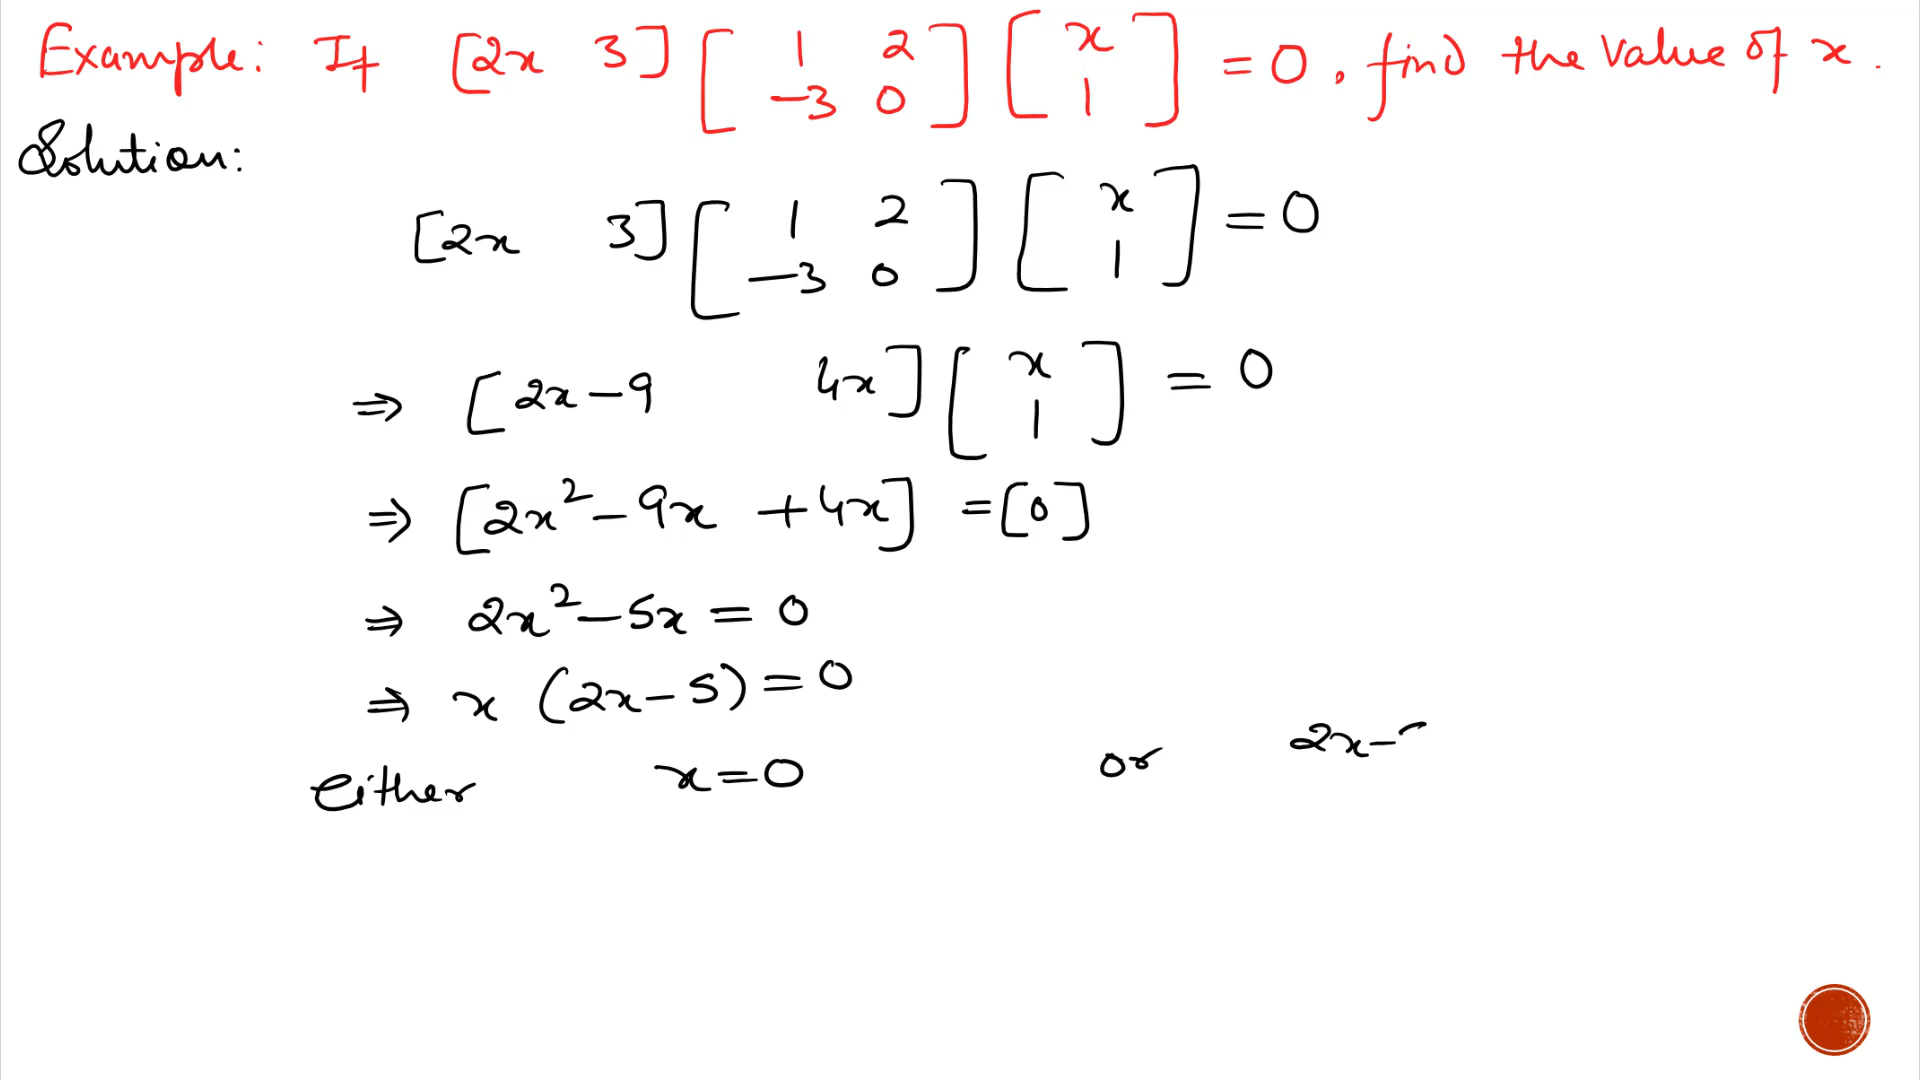 Example: If [2x 3] [1 2 -3 0] [x 1] = 0, find the value of x.
Solution:
[2x 3] [1 2 -3 0] [x 1] = 0
⇒ [2x-9 4x] [x 1] = 0
⇒ [2x²-9x +4x] = [0]
⇒ 2x²-5x = 0
⇒ x (2x-5) = 0
either x=0 or 2x-